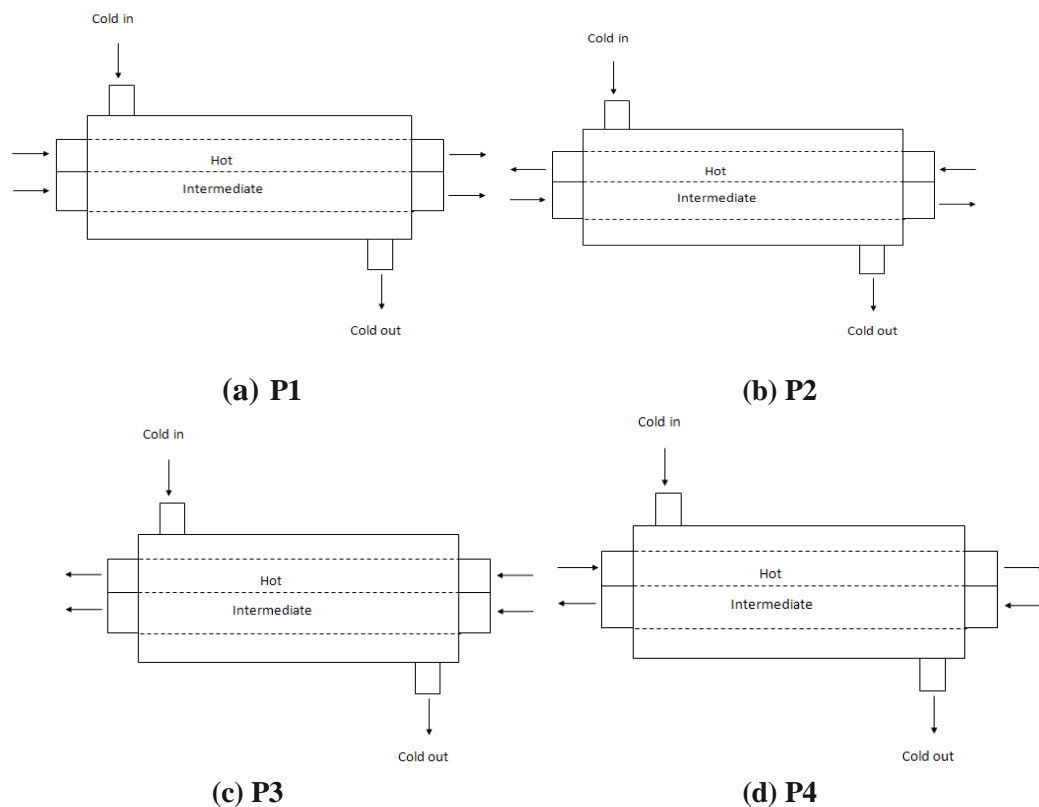 Cold in
Hot
Intermediate
Cold out
(a) P1
Cold in
Hot
Intermediate
Cold out
(b) P2
Cold in
Hot
Intermediate
Cold out
(c) P3
Cold in
Hot
Intermediate
Cold out
(d) P4